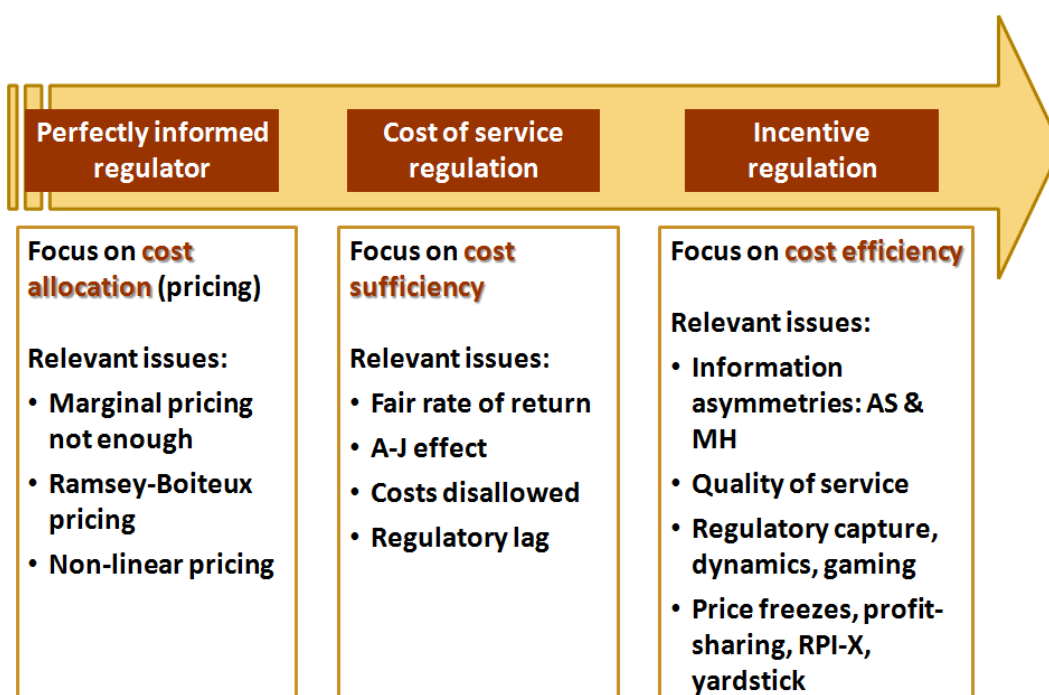 Perfectly informed
regulator
Cost of service
regulation
Incentive
regulation
Focus on cost
allocation (pricing)
Relevant issues:
• Marginal pricing
not enough
• Ramsey-Boiteux
pricing
• Non-linear pricing
Focus on cost
sufficiency
Relevant issues:
• Fair rate of return
• A-J effect
• Costs disallowed
• Regulatory lag
Focus on cost efficiency
Relevant issues:
• Information
asymmetries: AS &
MH
• Quality of service
• Regulatory capture,
dynamics, gaming
• Price freezes, profit-
sharing, RPI-X,
yardstick